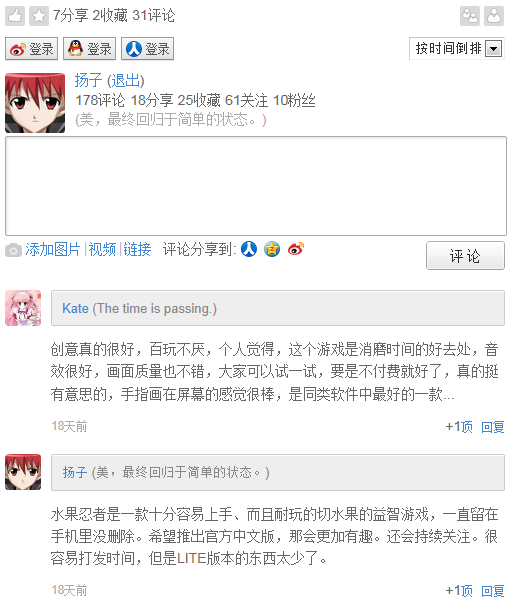 7分享 2收藏 31评论
登录 登录 登录 按时间倒排
扬子 (退出)
178评论 18分享 25收藏 61关注 10粉丝
(美，最终回归于简单的状态。)
添加图片|视频|链接 评论分享到:
评论
Kate (The time is passing.)
创意真的很好，百玩不厌，个人觉得，这个游戏是消磨时间的好去处，音
效很好，画面质量也不错，大家可以试一试，要是不付费就好了，真的挺
有意思的，手指画在屏幕的感觉很棒，是同类软件中最好的一款...
18天前 +1顶 回复
扬子 (美，最终回归于简单的状态。)
水果忍者是一款十分容易上手、而且耐玩的切水果的益智游戏，一直留在
手机里没删除。希望推出官方中文版，那会更加有趣。还会持续关注。很
容易打发时间，但是LITE版本的东西太少了。
18天前 +1顶 回复